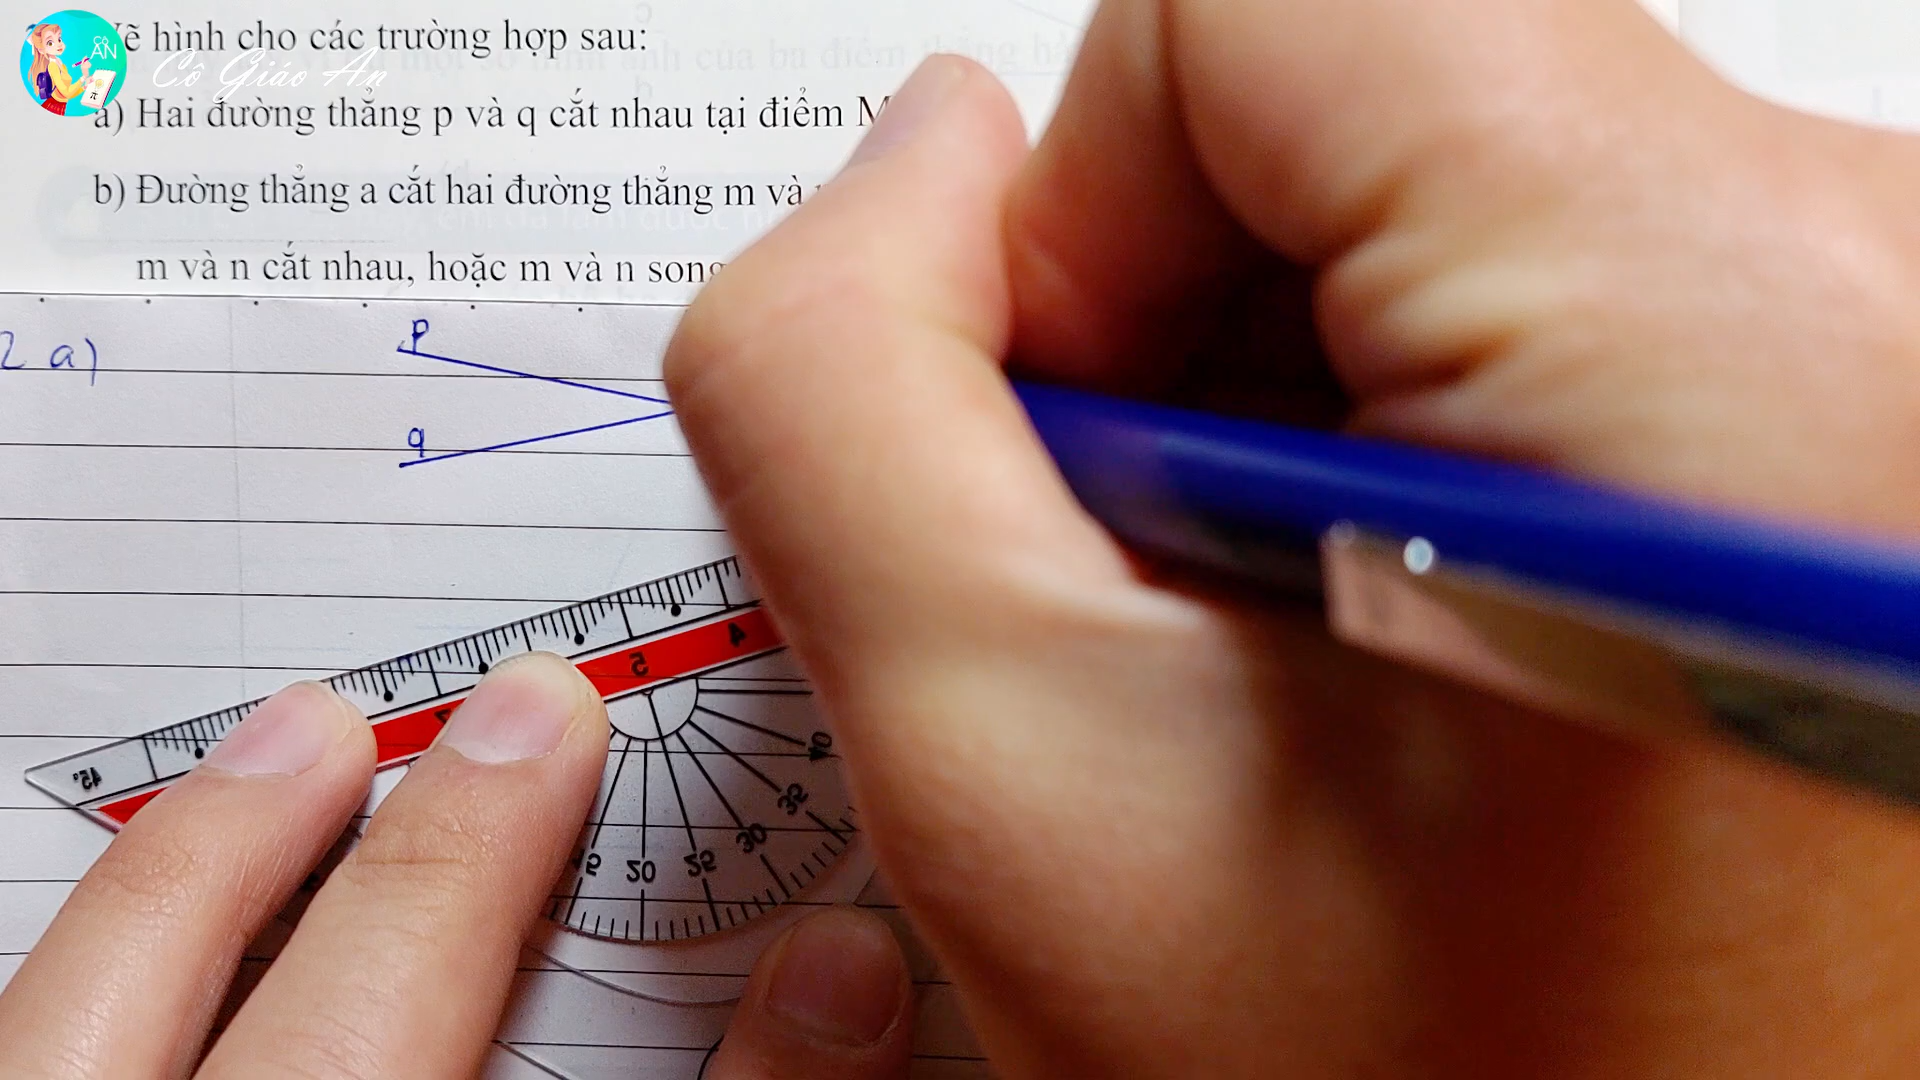 Vẽ hình cho các trường hợp sau:
CÔ AN
Cô Giáo An
a) Hai đường thẳng p và q cắt nhau tại điểm M
b) Đường thẳng a cắt hai đường thẳng m và
m và n cắt nhau, hoặc m và n song
2 a)
p
q
45°
5
4
40
35
30
25
20